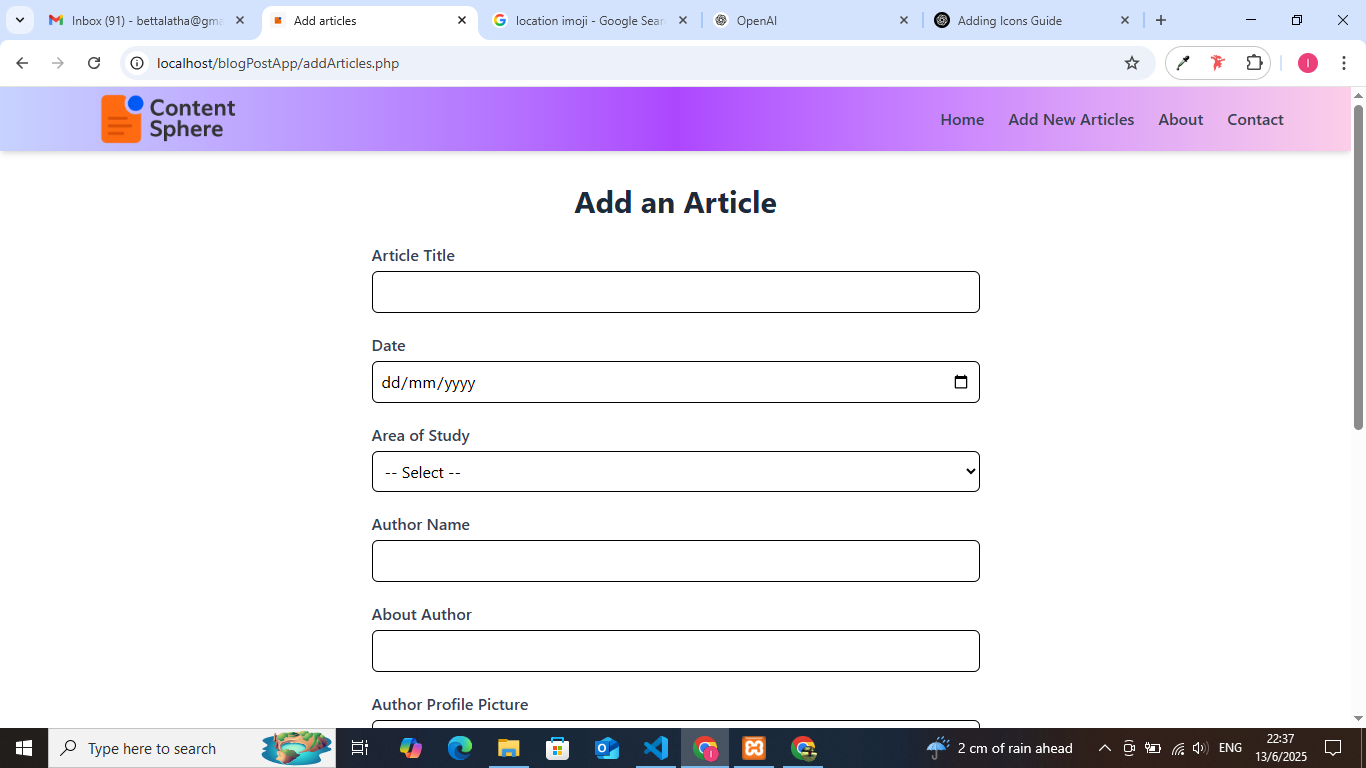 Inbox (91) - bettalatha@gma
Add articles
location imoji - Google Sear
OpenAI
Adding Icons Guide
localhost/blogPostApp/addArticles.php
I
Content
Sphere
Home
Add New Articles
About
Contact
Add an Article
Article Title
Date
dd/mm/yyyy
Area of Study
-- Select --
Author Name
About Author
Author Profile Picture
Type here to search
2 cm of rain ahead
ENG
22:37
13/6/2025